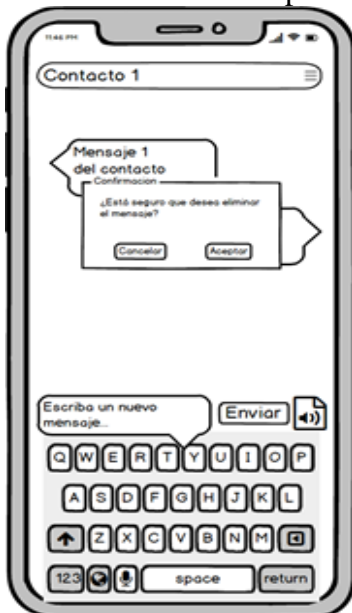 11:46 PM
Contacto 1
Mensaje 1
del contacto
Confirmacion
¿Está seguro que desea eliminar
el mensaje?
Cancelar Aceptar
Escriba un nuevo
mensaje...
Enviar
Q W E R T Y U I O P
A S D F G H J K L
Z X C V B N M
123 space return